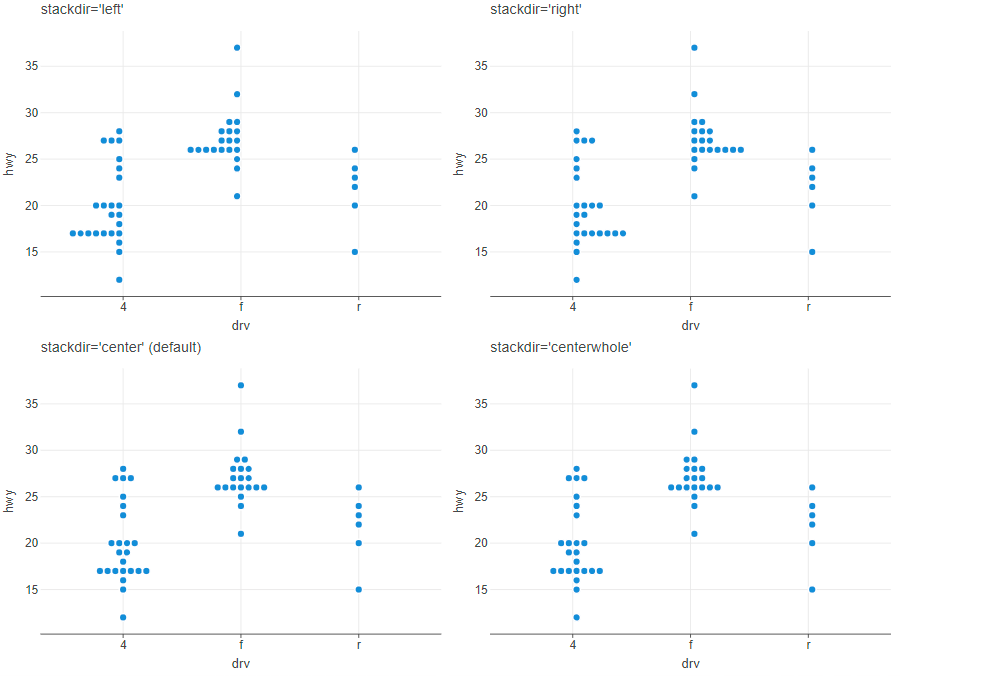 stackdir='left'
35
30
25
20
15
hwy
4 f r
drv
stackdir='right'
35
30
25
20
15
hwy
4 f r
drv
stackdir='center' (default)
35
30
25
20
15
hwy
4 f r
drv
stackdir='centerwhole'
35
30
25
20
15
hwy
4 f r
drv